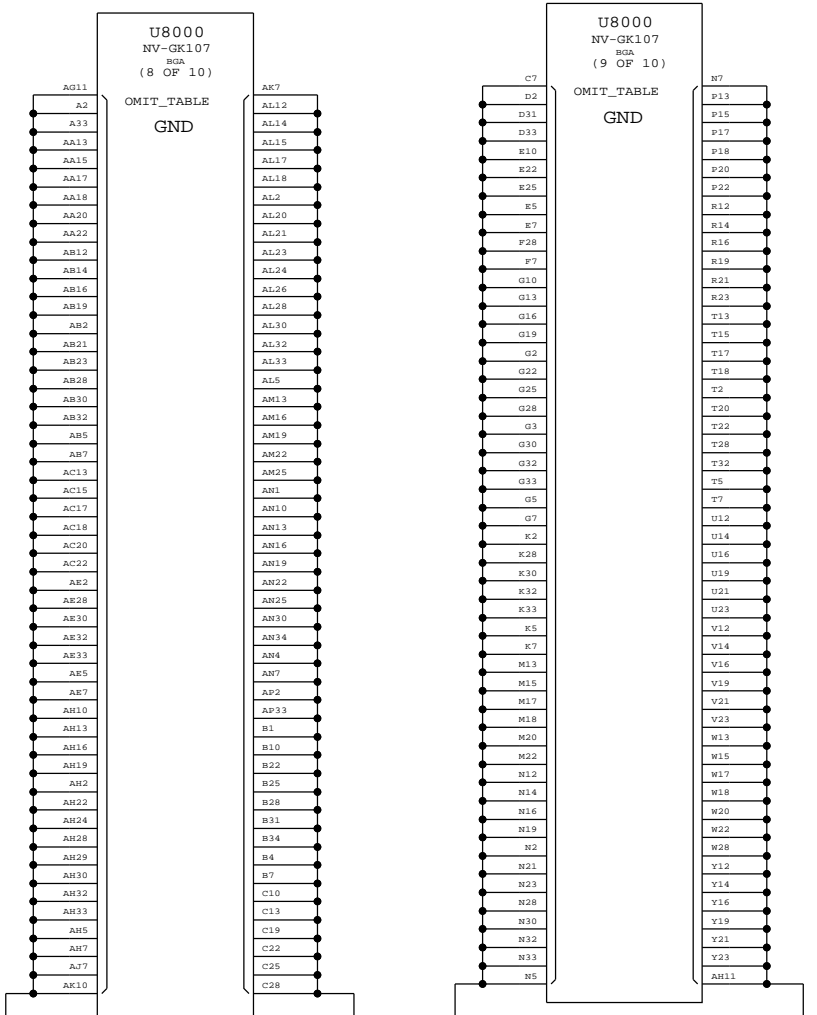 U8000
NV-GK107
BGA
(8 OF 10)
OMIT_TABLE
GND
AG11
A2
A33
AA13
AA15
AA17
AA18
AA20
AA22
AB12
AB14
AB16
AB19
AB2
AB21
AB23
AB28
AB30
AB32
AB5
AB7
AC13
AC15
AC17
AC18
AC20
AC22
AE2
AE28
AE30
AE32
AE33
AE5
AE7
AH10
AH13
AH16
AH19
AH2
AH22
AH24
AH28
AH29
AH30
AH32
AH33
AH5
AH7
AJ7
AK10
AK7
AL12
AL14
AL15
AL17
AL18
AL2
AL20
AL21
AL23
AL24
AL26
AL28
AL30
AL32
AL33
AL5
AM13
AM16
AM19
AM22
AM25
AN1
AN10
AN13
AN16
AN19
AN22
AN25
AN30
AN34
AN4
AN7
AP2
AP33
B1
B10
B22
B25
B28
B31
B34
B4
B7
C10
C13
C19
C22
C25
C28
U8000
NV-GK107
BGA
(9 OF 10)
OMIT_TABLE
GND
C7
D2
D31
D33
E10
E22
E25
E5
E7
F28
F7
G10
G13
G16
G19
G2
G22
G25
G28
G3
G30
G32
G33
G5
G7
K2
K28
K30
K32
K33
K5
K7
M13
M15
M17
M18
M20
M22
N12
N14
N16
N19
N2
N21
N23
N28
N30
N32
N33
N5
N7
P13
P15
P17
P18
P20
P22
R12
R14
R16
R19
R21
R23
T13
T15
T17
T18
T2
T20
T22
T28
T32
T5
T7
U12
U14
U16
U19
U21
U23
V12
V14
V16
V19
V21
V23
W13
W15
W17
W18
W20
W22
W28
Y12
Y14
Y16
Y19
Y21
Y23
AH11